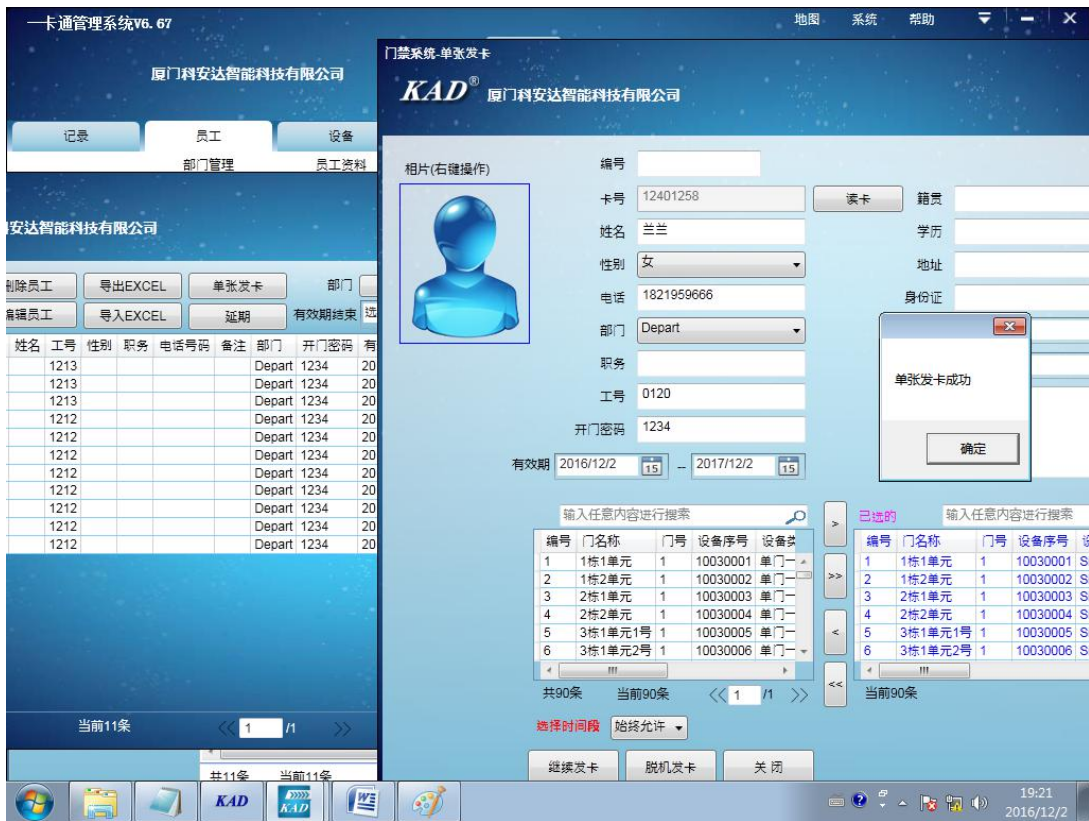 一卡通管理系统V6.67
地图 系统 帮助
厦门科安达智能科技有限公司
记录 员工 设备
部门管理 员工资料
安达智能科技有限公司
删除员工 导出EXCEL 单张发卡 部门
编辑员工 导入EXCEL 延期 有效期结束 选
姓名 工号 性别 职务 电话号码 备注 部门 开门密码 有
1213 Depart 1234 20
1213 Depart 1234 20
1213 Depart 1234 20
1212 Depart 1234 20
1212 Depart 1234 20
1212 Depart 1234 20
1212 Depart 1234 20
1212 Depart 1234 20
1212 Depart 1234 20
1212 Depart 1234 20
1212 Depart 1234 20
当前11条 << 1 /1 >>
共11条 当前11条
门禁系统-单张发卡
KAD® 厦门科安达智能科技有限公司
相片(右键操作)
编号
卡号 12401258 读卡 籍贯
姓名 兰兰 学历
性别 女 地址
电话 1821959666 身份证
部门 Depart
职务
工号 0120
开门密码 1234
有效期 2016/12/2 15 - 2017/12/2 15
单张发卡成功
确定
输入任意内容进行搜索
编号 门名称 门号 设备序号 设备类
1 1栋1单元 1 10030001 单门一
2 1栋2单元 1 10030002 单门一
3 2栋1单元 1 10030003 单门一
4 2栋2单元 1 10030004 单门一
5 3栋1单元1号 1 10030005 单门一
6 3栋1单元2号 1 10030006 单门一
共90条 当前90条 << 1 /1 >>
>
>>
<
<<
已选的 输入任意内容进行搜索
编号 门名称 门号 设备序号
1 1栋1单元 1 10030001 S
2 1栋2单元 1 10030002 S
3 2栋1单元 1 10030003 S
4 2栋2单元 1 10030004 S
5 3栋1单元1号 1 10030005 S
6 3栋1单元2号 1 10030006 S
当前90条
选择时间段 始终允许
继续发卡 脱机发卡 关闭
KAD KAD
19:21
2016/12/2